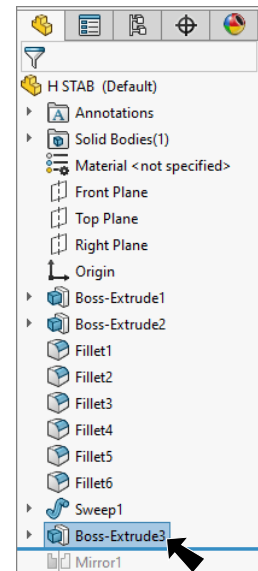 H STAB (Default)
A Annotations
Solid Bodies(1)
Material <not specified>
Front Plane
Top Plane
Right Plane
Origin
Boss-Extrude1
Boss-Extrude2
Fillet1
Fillet2
Fillet3
Fillet4
Fillet5
Fillet6
Sweep1
Boss-Extrude3
Mirror1